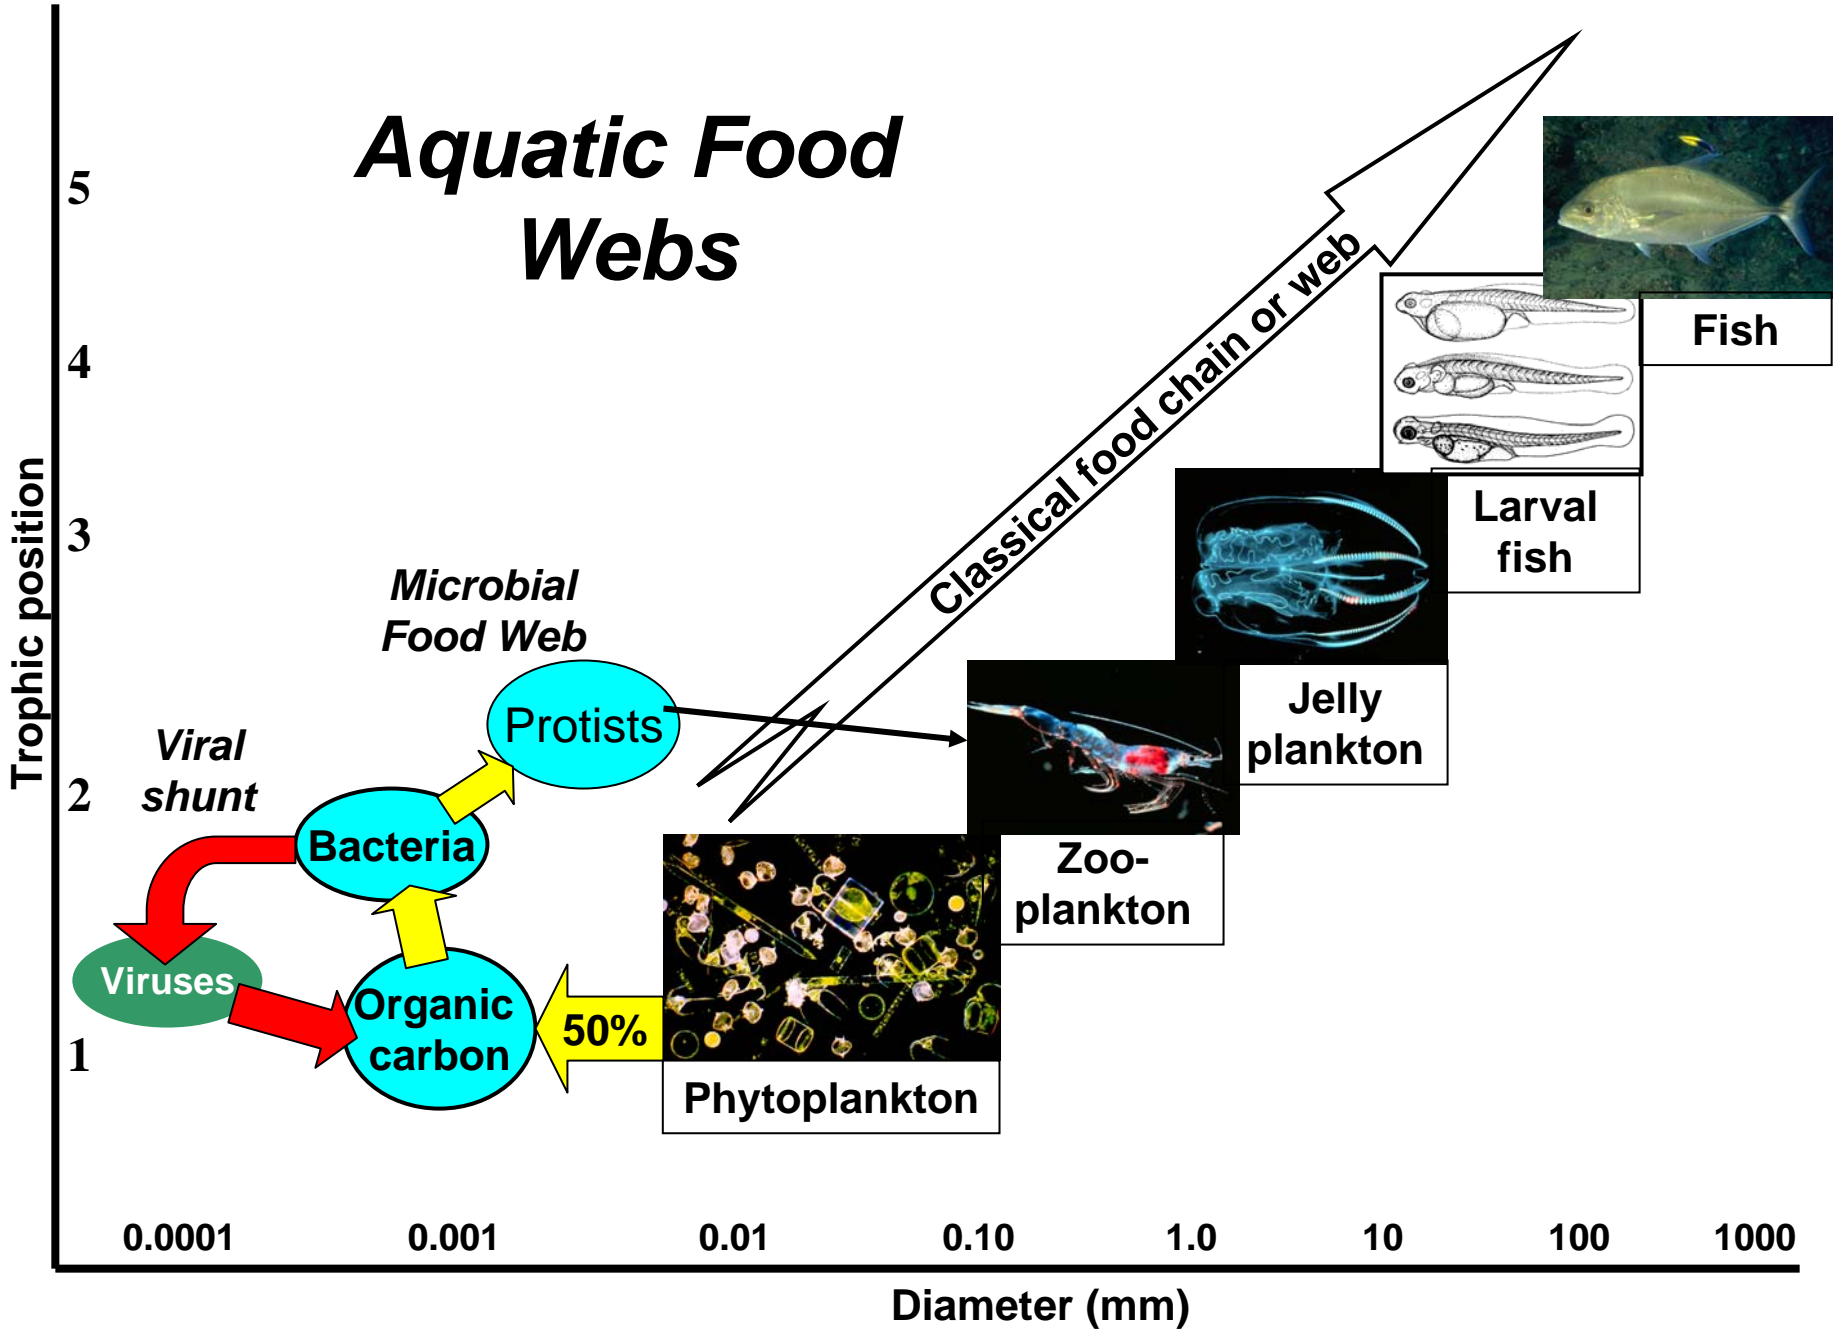 Aquatic Food
Webs
5
4
3
2
1
Trophic position
Classical food chain or web
Fish
Larval
fish
Jelly
plankton
Zoo-
plankton
Phytoplankton
Microbial
Food Web
Protists
Viral
shunt
Bacteria
Viruses
Organic
carbon
50%
0.0001 0.001 0.01 0.10 1.0 10 100 1000
Diameter (mm)